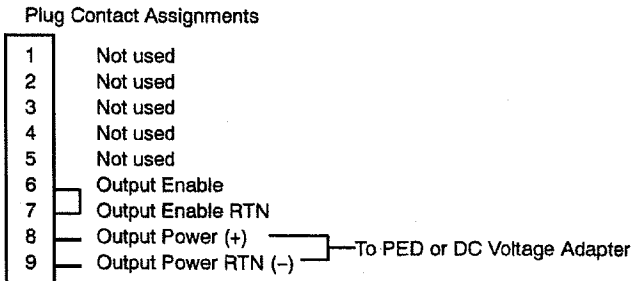 Plug Contact Assignments
1 Not used
2 Not used
3 Not used
4 Not used
5 Not used
6 Output Enable
7 Output Enable RTN
8 Output Power (+)
To PED or DC Voltage Adapter
9 Output Power RTN (–)